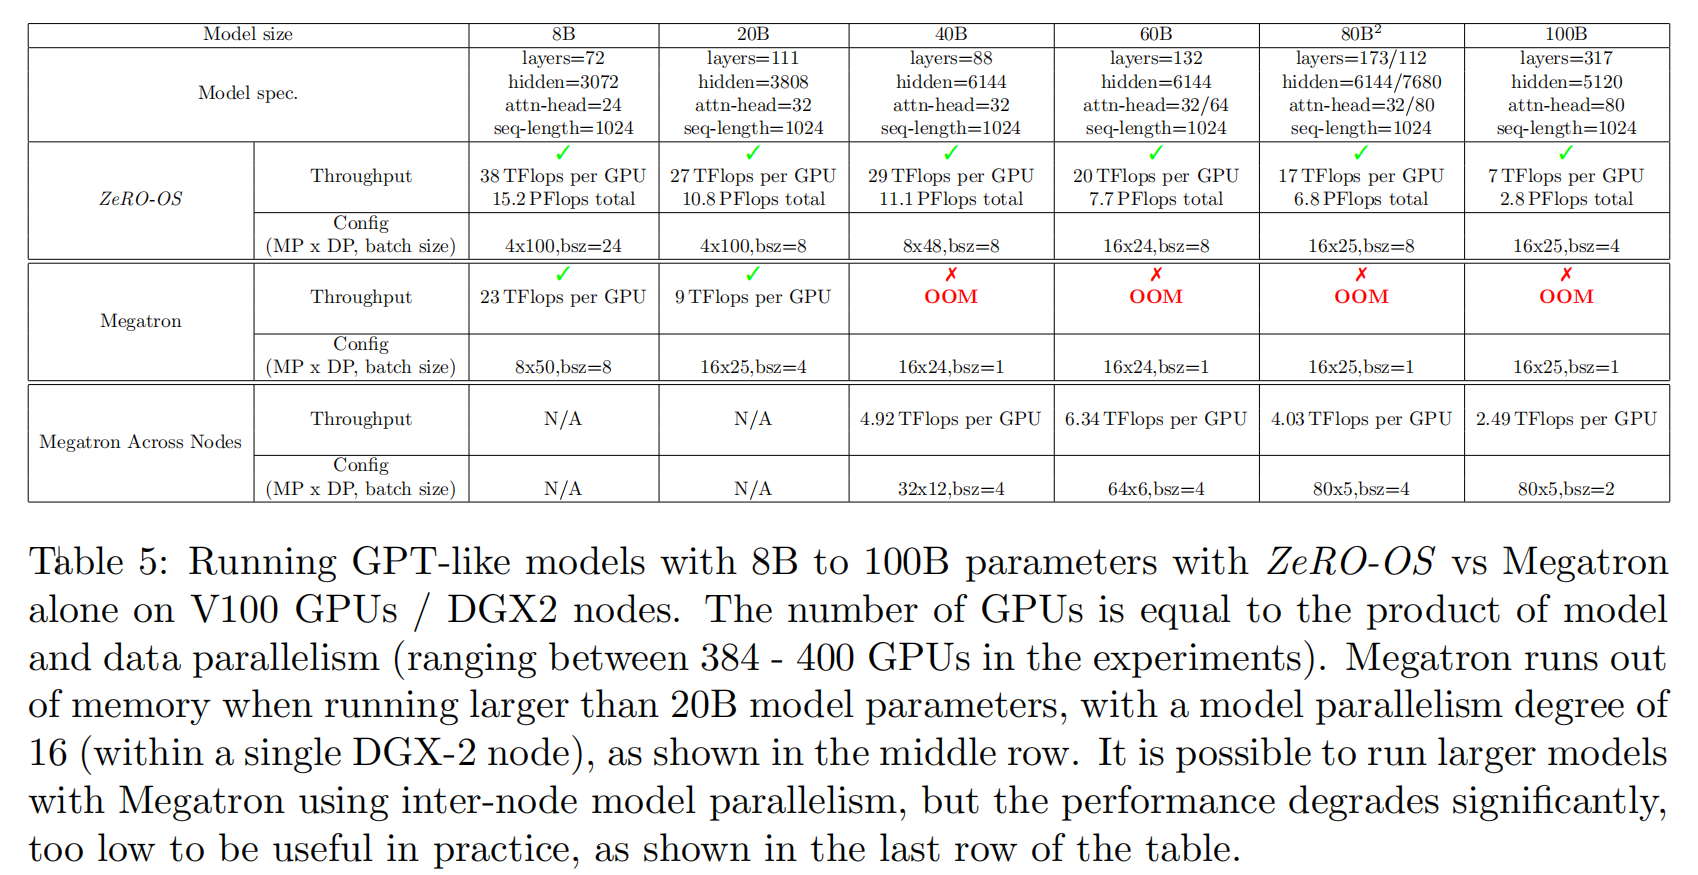 Model size 8B 20B 40B 60B 80B² 100B
layers=72 layers=111 layers=88 layers=132 layers=173/112 layers=317
hidden=3072 hidden=3808 hidden=6144 hidden=6144 hidden=6144/7680 hidden=5120
Model spec.
attn-head=24 attn-head=32 attn-head=32 attn-head=32/64 attn-head=32/80 attn-head=80
seq-length=1024 seq-length=1024 seq-length=1024 seq-length=1024 seq-length=1024 seq-length=1024
✓ ✓ ✓ ✓ ✓ ✓
Throughput 38 TFlops per GPU 27 TFlops per GPU 29 TFlops per GPU 20 TFlops per GPU 17 TFlops per GPU 7 TFlops per GPU
ZeRO-OS 15.2 PFlops total 10.8 PFlops total 11.1 PFlops total 7.7 PFlops total 6.8 PFlops total 2.8 PFlops total
Config
(MP x DP, batch size) 4x100,bsz=24 4x100,bsz=8 8x48,bsz=8 16x24,bsz=8 16x25,bsz=8 16x25,bsz=4
✓ ✓ ✗ ✗ ✗ ✗
Throughput 23 TFlops per GPU 9 TFlops per GPU OOM OOM OOM OOM
Megatron
Config
(MP x DP, batch size) 8x50,bsz=8 16x25,bsz=4 16x24,bsz=1 16x24,bsz=1 16x25,bsz=1 16x25,bsz=1
Throughput N/A N/A 4.92 TFlops per GPU 6.34 TFlops per GPU 4.03 TFlops per GPU 2.49 TFlops per GPU
Megatron Across Nodes
Config
(MP x DP, batch size) N/A N/A 32x12,bsz=4 64x6,bsz=4 80x5,bsz=4 80x5,bsz=2
Table 5: Running GPT-like models with 8B to 100B parameters with ZeRO-OS vs Megatron
alone on V100 GPUs / DGX2 nodes. The number of GPUs is equal to the product of model
and data parallelism (ranging between 384 - 400 GPUs in the experiments). Megatron runs out
of memory when running larger than 20B model parameters, with a model parallelism degree of
16 (within a single DGX-2 node), as shown in the middle row. It is possible to run larger models
with Megatron using inter-node model parallelism, but the performance degrades significantly,
too low to be useful in practice, as shown in the last row of the table.